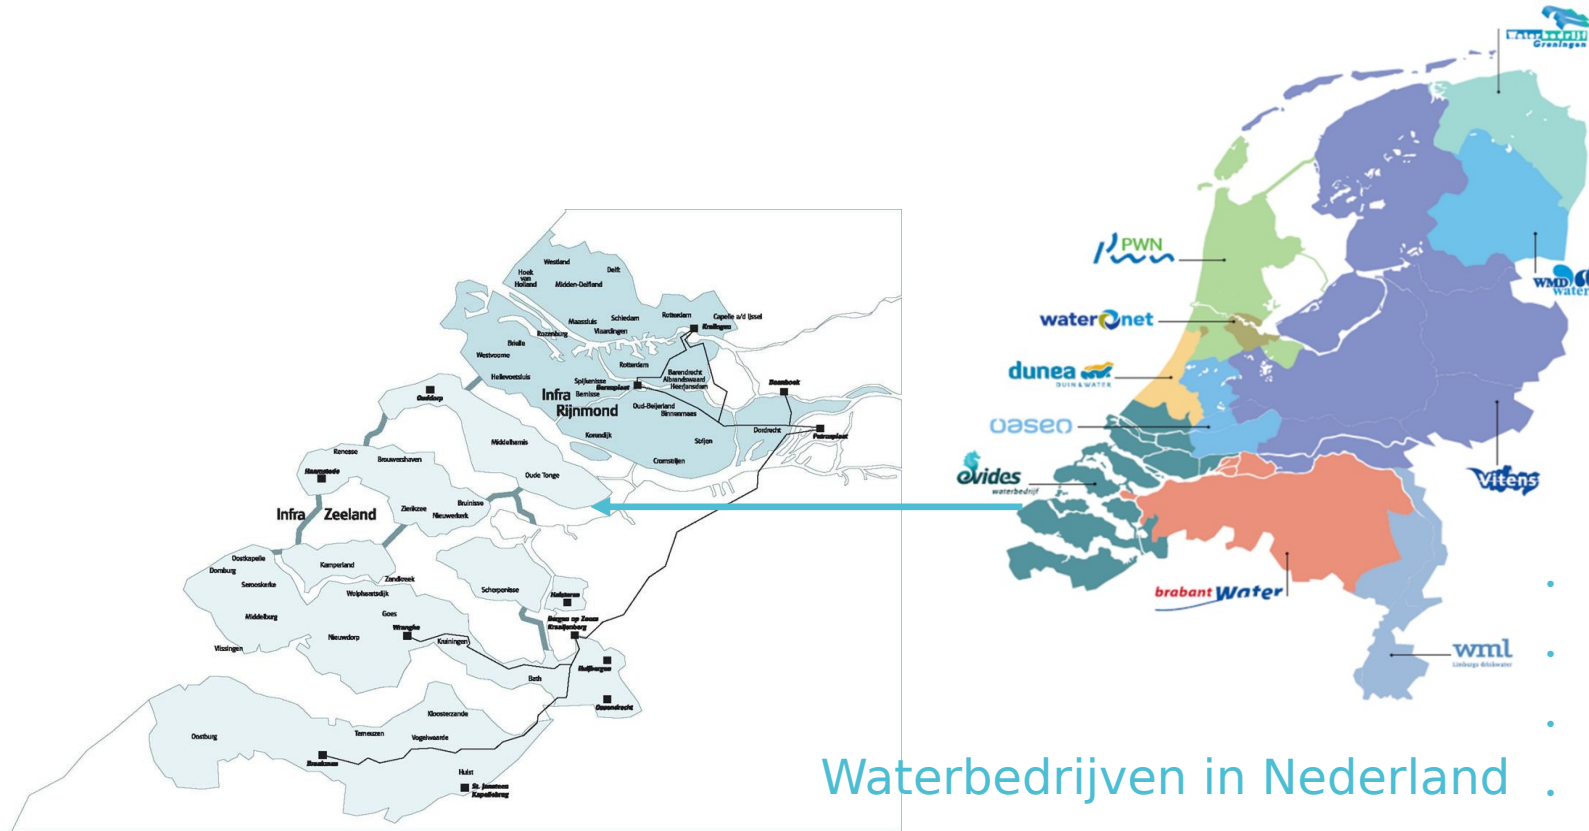 Westland
Delft
Hoek
van
Holland
Midden-Delfland
Maassluis
Schiedam
Rotterdam
Capelle a/d Ijssel
Vlaardingen
Kralingen
Rozenburg
Brielle
Westvoorne
Rotterdam
Hellevoetsluis
Spijkenisse
Berenplaat
Bernisse
Barendrecht
Albrandswaard
Heerjansdam
Baanhoek
Infra
Rijnmond
Oud-Beijerland
Binnenmaas
Korendijk
Strijen
Dordrecht
Petrusplaat
Cromstrijen
Ouddorp
Middelharnis
Oude Tonge
Renesse
Brouwershaven
Haamstede
Infra Zeeland
Zierikzee
Bruinisse
Nieuwerkerk
Oostkapelle
Domburg
Serooskerke
Kamperland
Zandkreek
Wolphaartsdijk
Scherpenisse
Halsteren
Middelburg
Goes
Wranghe
Nieuwdorp
Kruiningen
Bergen op Zoom
Kraaijenberg
Vlissingen
Huijbergen
Bath
Ossendrecht
Kloosterzande
Oostburg
Terneuzen
Vogelwaarde
Braakman
Hulst
St. Jansteen
Kapellebrug
Waterbedrijf
Groningen
PWN
WMD
water
waternet
dunea
DUIN & WATER
oasen
evides
waterbedrijf
Vitens
brabant Water
wml
Limburgs drinkwater
Waterbedrijven in Nederland